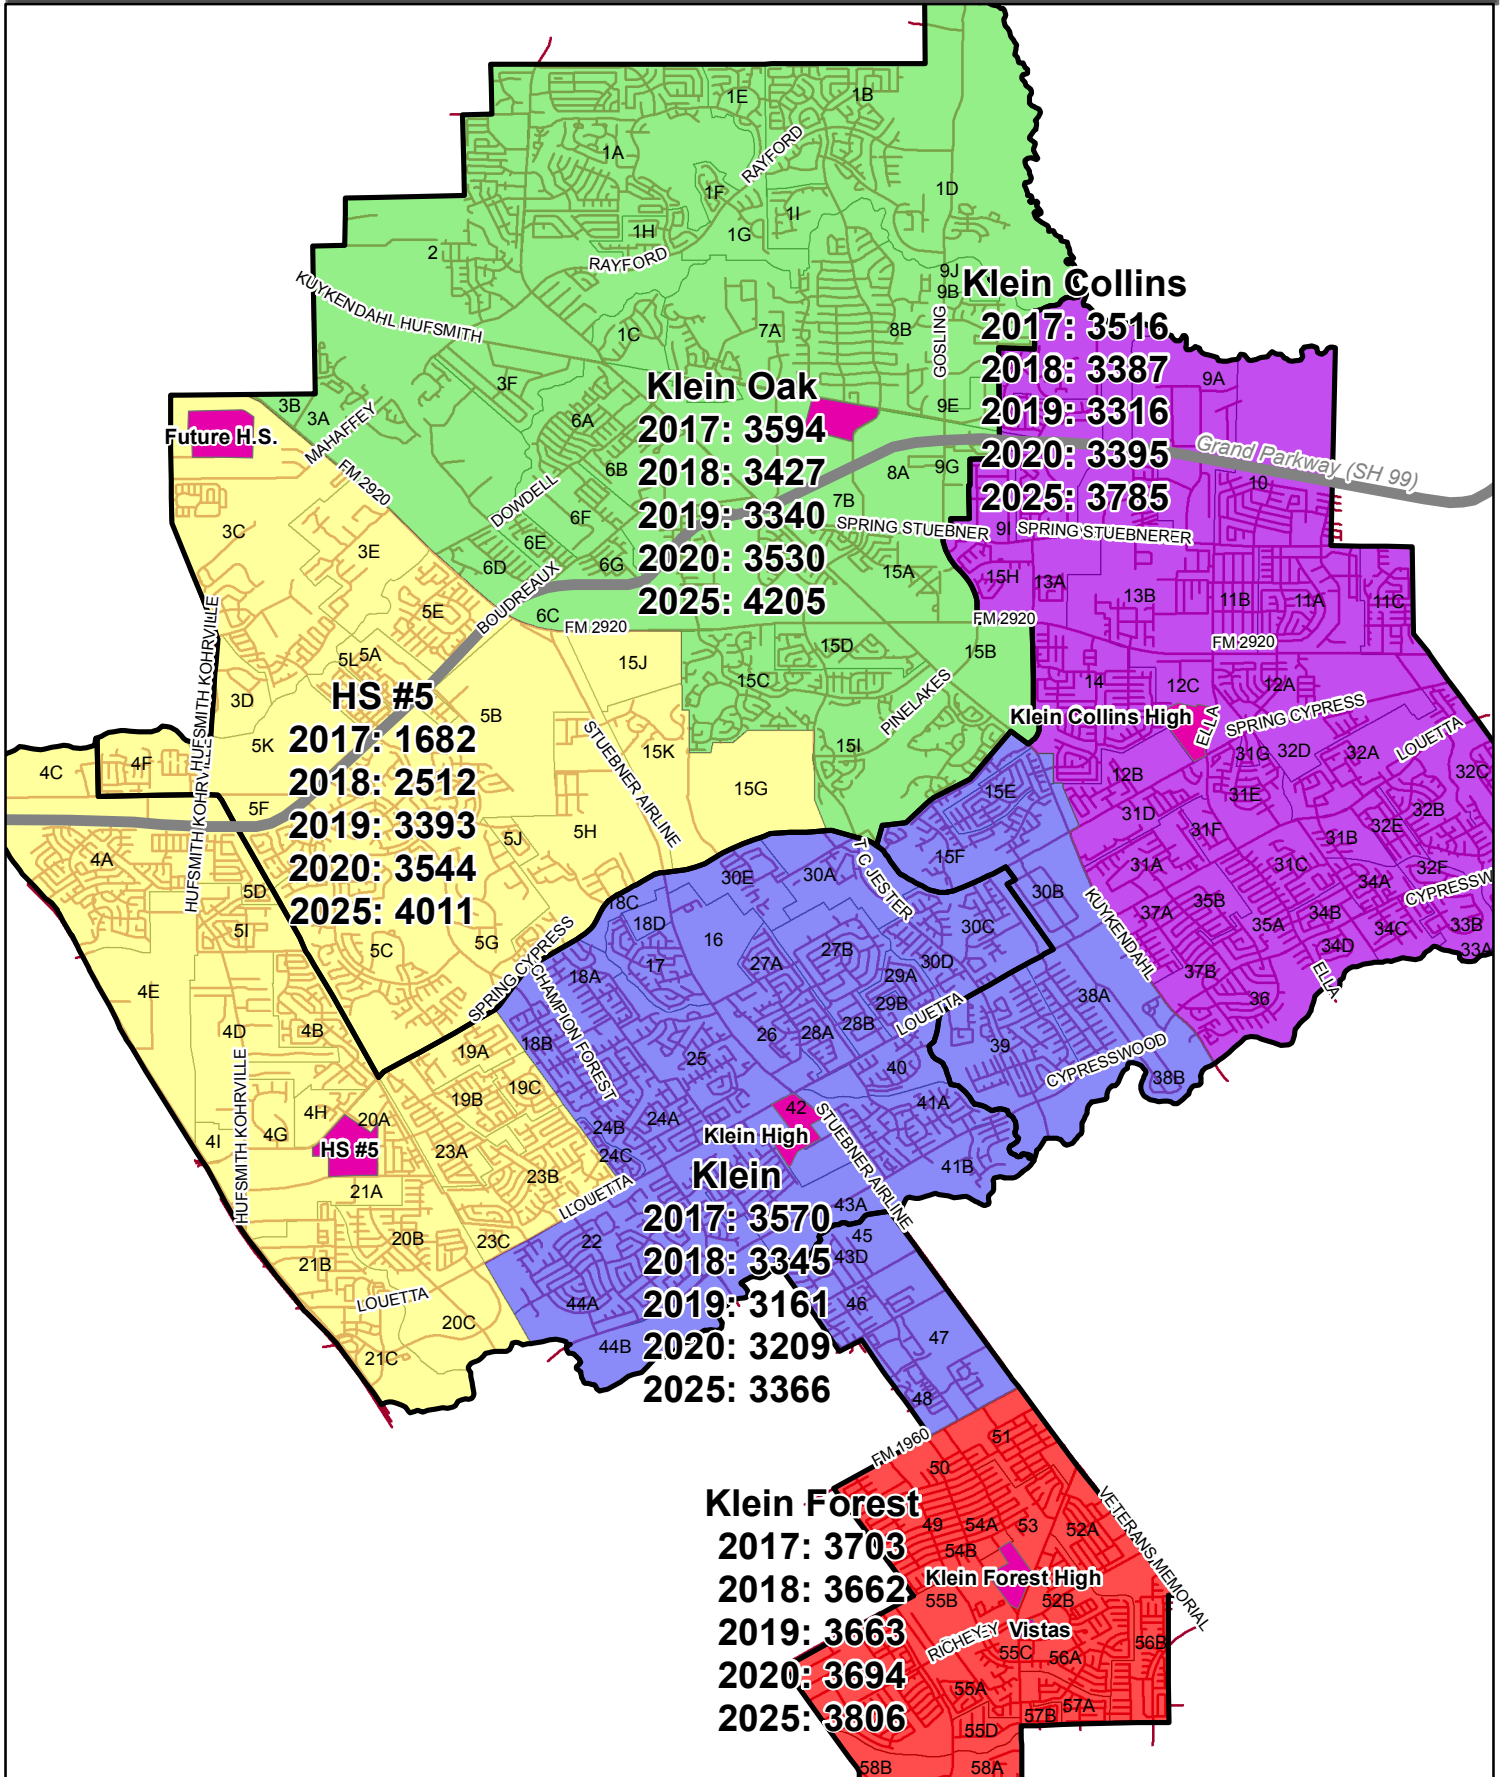 1E
1B
1A
RAYFORD
1F
1D
1I
1H
1G
2
RAYFORD
9J
9B
KUYKENDAHL HUFSMITH
Klein Collins
2017: 3516
2018: 3387
2019: 3316
2020: 3395
2025: 3785
1C
7A
8B
GOSLING
9A
3F
Klein Oak
2017: 3594
2018: 3427
2019: 3340
2020: 3530
2025: 4205
3B
3A
MAHAFFEY
6A
9E
Future H.S.
Grand Parkway (SH 99)
FM 2920
6B
8A
9G
10
DOWDELL
7B
3C
6F
SPRING STUEBNER
9I
SPRING STUEBNERER
3E
6E
6D
6G
15A
15H
13A
13B
11B
11A
11C
5E
BOUDREAUX
6C
FM 2920
FM 2920
FM 2920
HUFSMITH KOHRVILLE
5L
5A
15J
15D
15B
3D
15C
14
12C
12A
HS #5
2017: 1682
2018: 2512
2019: 3393
2020: 3544
2025: 4011
5B
PINELAKES
Klein Collins High
ELLA
SPRING CYPRESS
LOUETTA
5K
STUEBNER AIRLINE
15K
15I
31G
32D
32A
4C
4F
15G
15E
12B
32C
5F
31E
31D
32B
HUFSMITH KOHRVILLE
5J
5H
31F
32E
31B
4A
15F
T C JESTER
31A
31C
32F
5D
30E
30A
30B
34A
CYPRESSW
18C
KUYKENDAHL
35B
37A
34B
5I
18D
30C
35A
34C
33B
5C
5G
16
27B
34D
33A
SPRING CYPRESS
17
27A
30D
18A
29A
37B
ELLA
4E
CHAMPION FOREST
29B
38A
36
4D
4B
26
28A
28B
LOUETTA
19A
18B
25
39
CYPRESSWOOD
HUFSMITH KOHRVILLE
19C
40
38B
19B
4H
20A
24B
24A
42
41A
4I
4G
STUEBNER AIRLINE
HS #5
23A
24C
Klein High
23B
41B
21A
LLOUETTA
Klein
2017: 3570
2018: 3345
2019: 3161
2020: 3209
2025: 3366
43A
20B
23C
22
45
43D
21B
LOUETTA
44A
46
20C
47
21C
44B
48
FM 1960
51
50
Klein Forest
2017: 3703
2018: 3662
2019: 3663
2020: 3694
2025: 3806
VETERANS MEMORIAL
49
54A
53
52A
54B
Klein Forest High
55B
52B
RICHEYEY
Vistas
56B
55C
56A
55A
57A
57B
55D
58B
58A